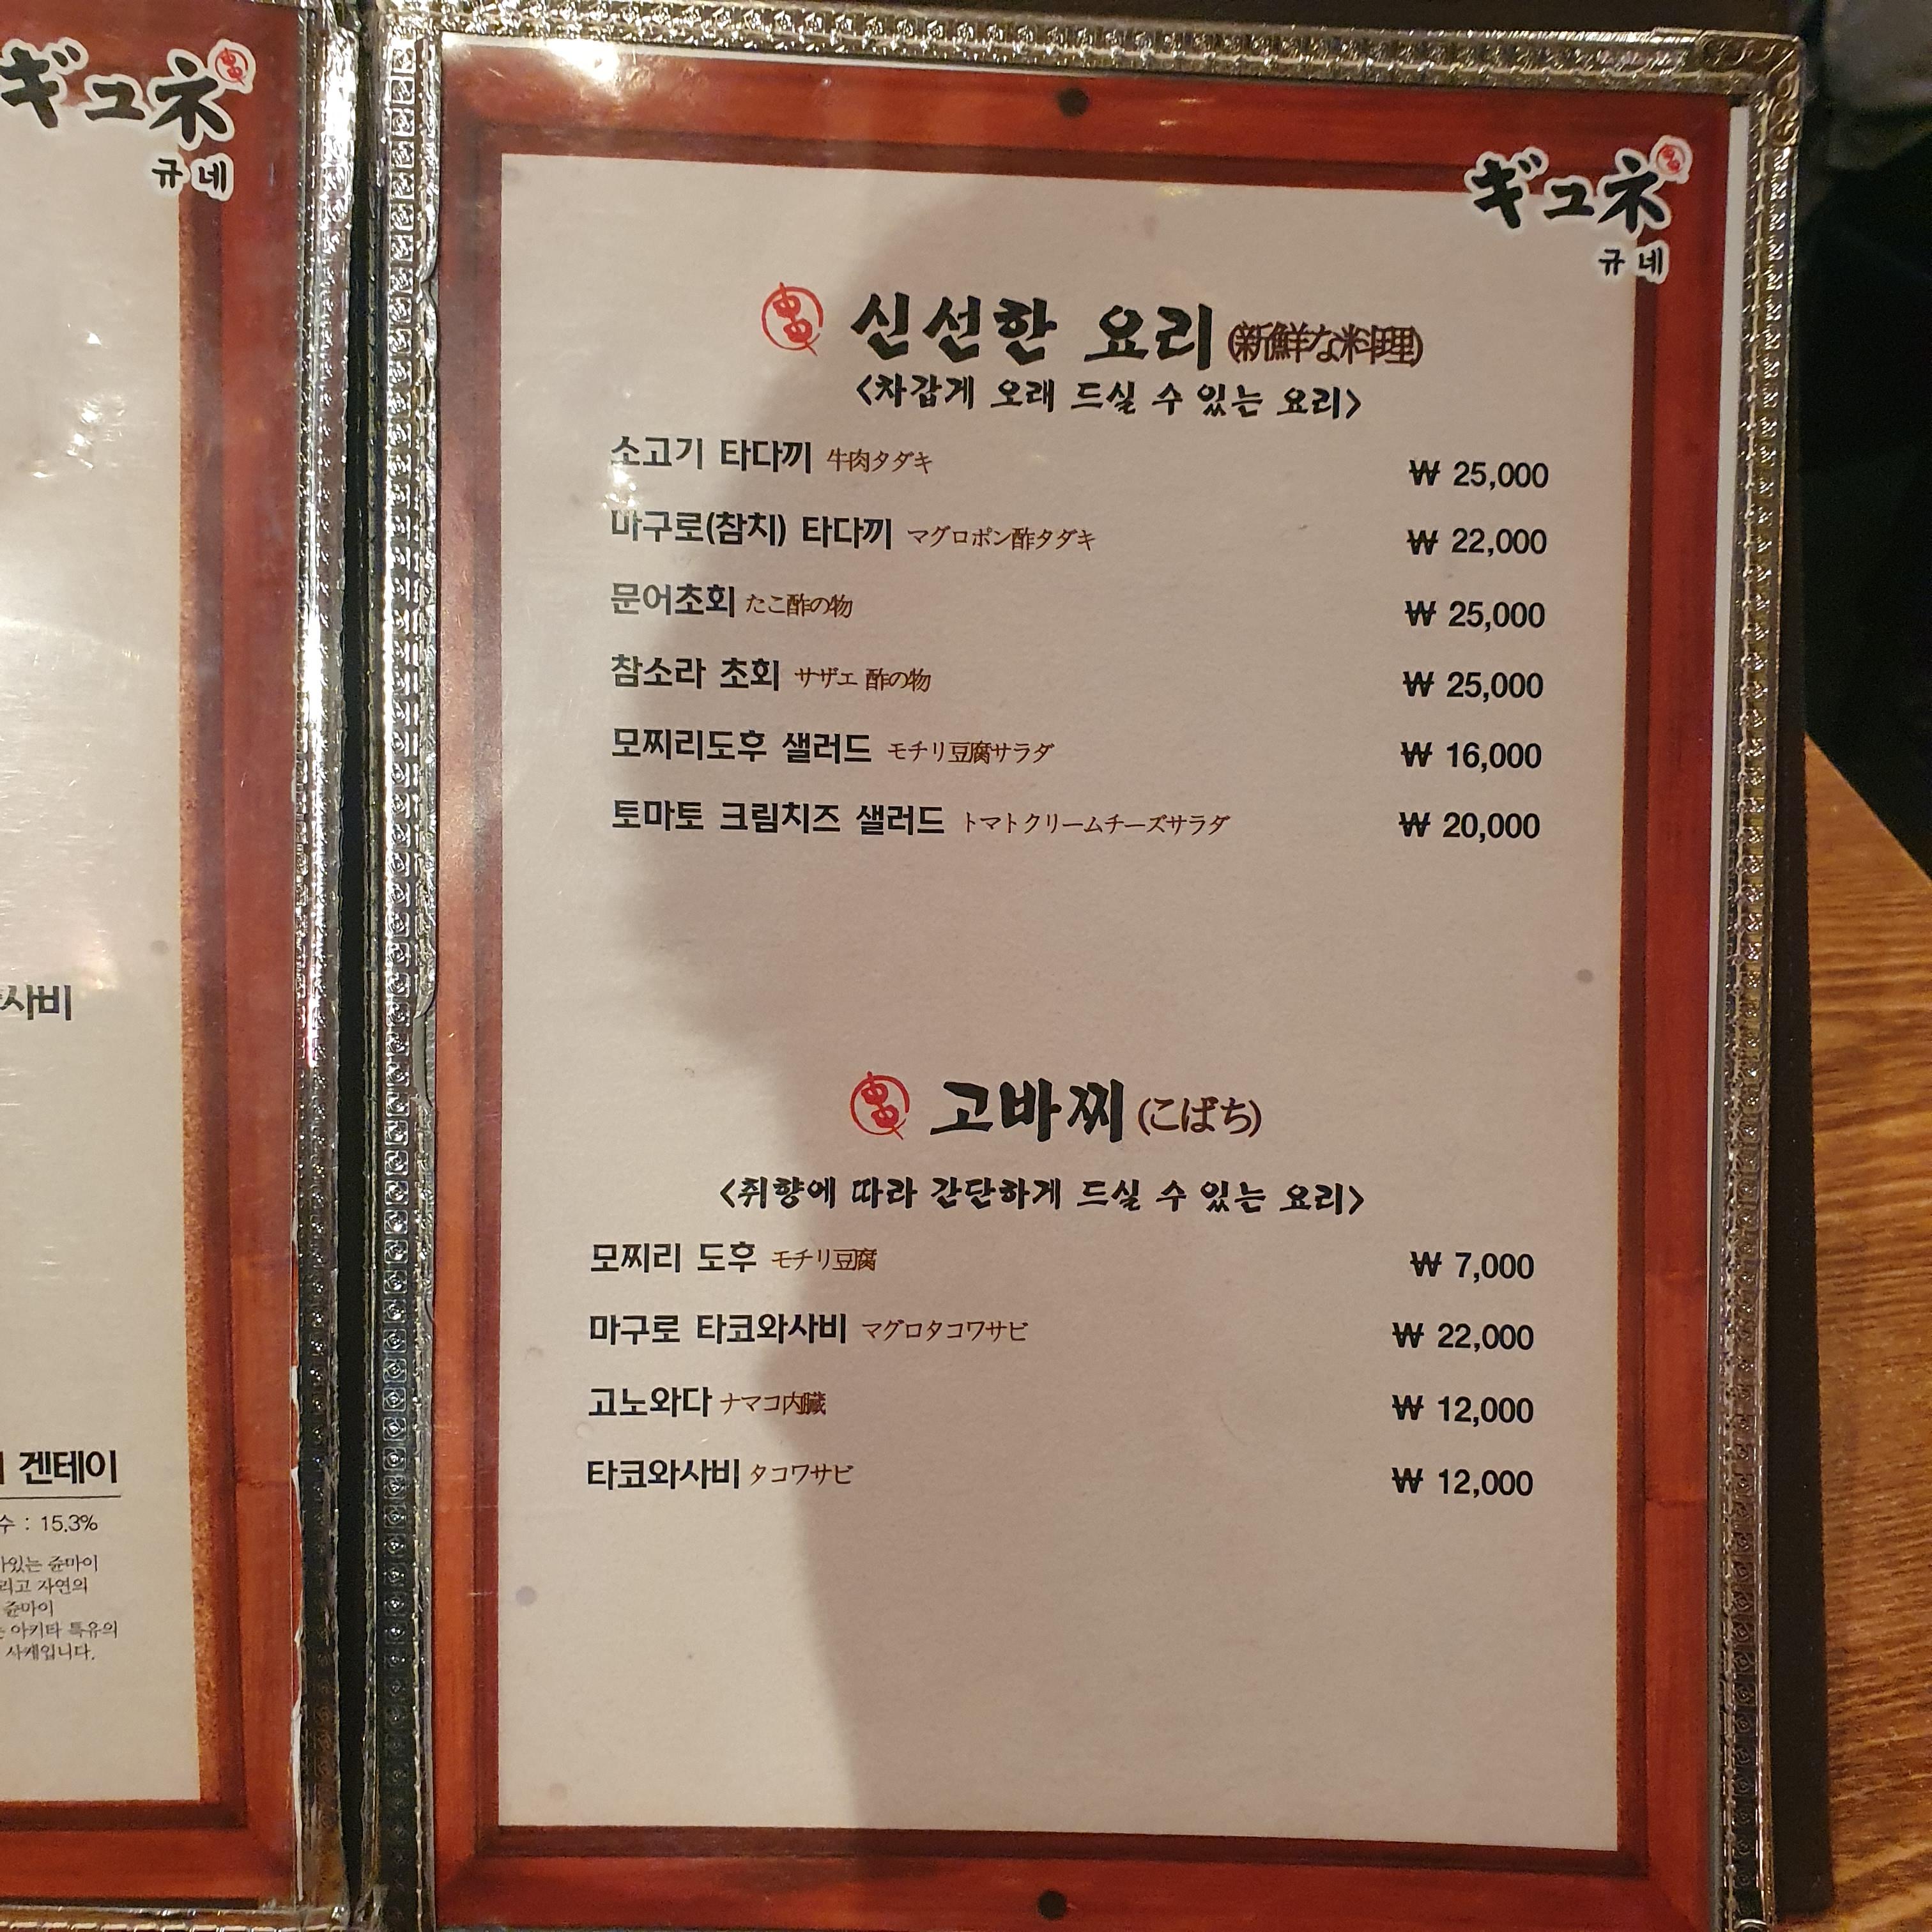 ギュネ
규네
사비
겐테이
수 : 15.3%
있는 쥰마이
리고 자연의
쥰마이
아키타 특유의
사케입니다.
ギュネ
규네
신선한 요리 (新鮮な料理)
<차갑게 오래 드실 수 있는 요리>
소고기 타다끼 牛肉タダキ ₩ 25,000
마구로(참치) 타다끼 マグロポン酢タダキ ₩ 22,000
문어초회 たこ酢の物 ₩ 25,000
참소라 초회 サザエ 酢の物 ₩ 25,000
모찌리도후 샐러드 モチリ豆腐サラダ ₩ 16,000
토마토 크림치즈 샐러드 トマトクリームチーズサラダ ₩ 20,000
고바찌 (こばち)
<취향에 따라 간단하게 드실 수 있는 요리>
모찌리 도후 モチリ豆腐 ₩ 7,000
마구로 타코와사비 マグロタコワサビ ₩ 22,000
고노와다 ナマコ内臓 ₩ 12,000
타코와사비 タコワサビ ₩ 12,000